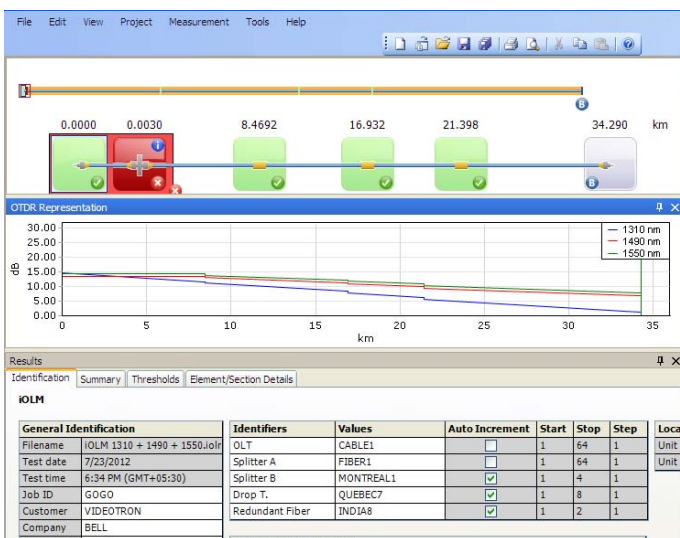 File Edit View Project Measurement Tools Help
B
0.0000 0.0030 8.4692 16.932 21.398 34.290 km
B
OTDR Representation
30.00
25.00
20.00
15.00
10.00
5.00
0.00
dB
1310 nm
1490 nm
1550 nm
0 5 10 15 20 25 30 35
km
Results
Identification Summary Thresholds Element/Section Details
iOLM
General Identification
Filename iOLM 1310 + 1490 + 1550.iolr
Test date 7/23/2012
Test time 6:34 PM (GMT+05:30)
Job ID GOGO
Customer VIDEOTRON
Company BELL
Identifiers Values Auto Increment Start Stop Step
OLT CABLE1 1 64 1
Splitter A FIBER1 1 64 1
Splitter B MONTREAL1 1 4 1
Drop T. QUEBEC7 1 8 1
Redundant Fiber INDIA8 1 2 1
Loca
Unit
Unit